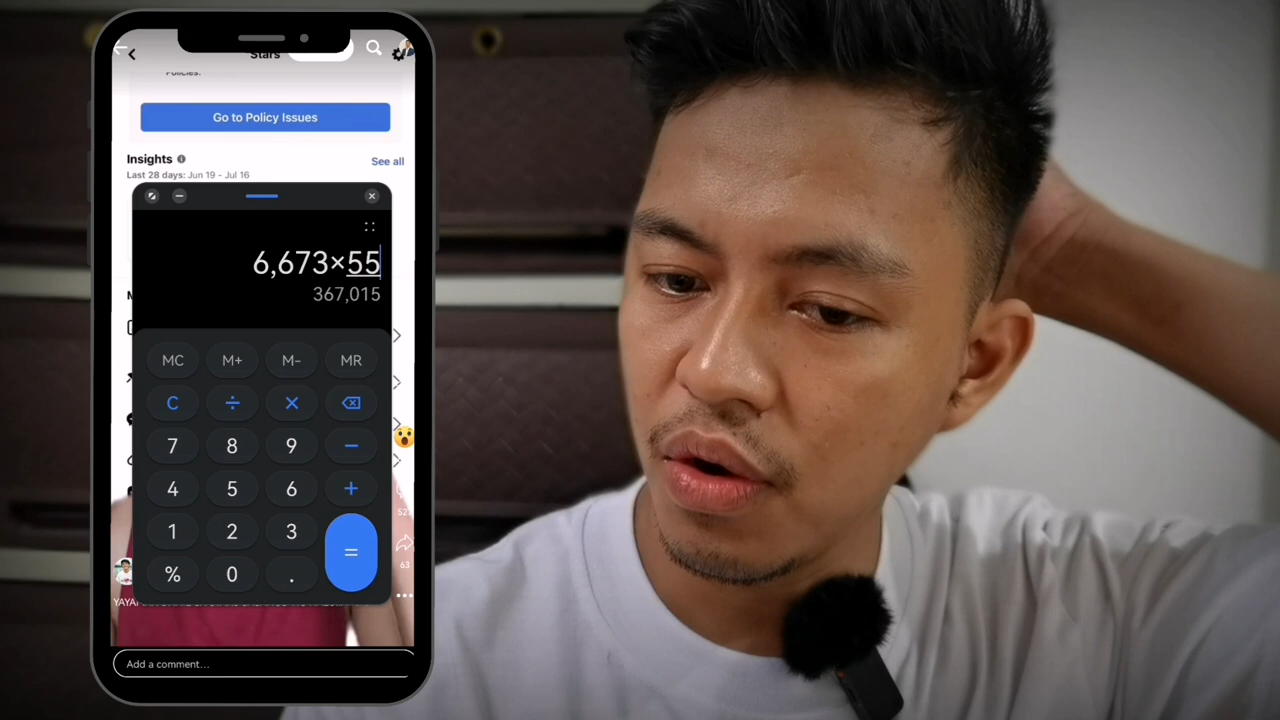 Stars
Policies.
Go to Policy Issues
Insights
See all
Last 28 days: Jun 19 - Jul 16
6,673×55
367,015
MC M+ M- MR
C ÷ ×
7 8 9 −
4 5 6 +
1 2 3 =
% 0 .
63
Add a comment...